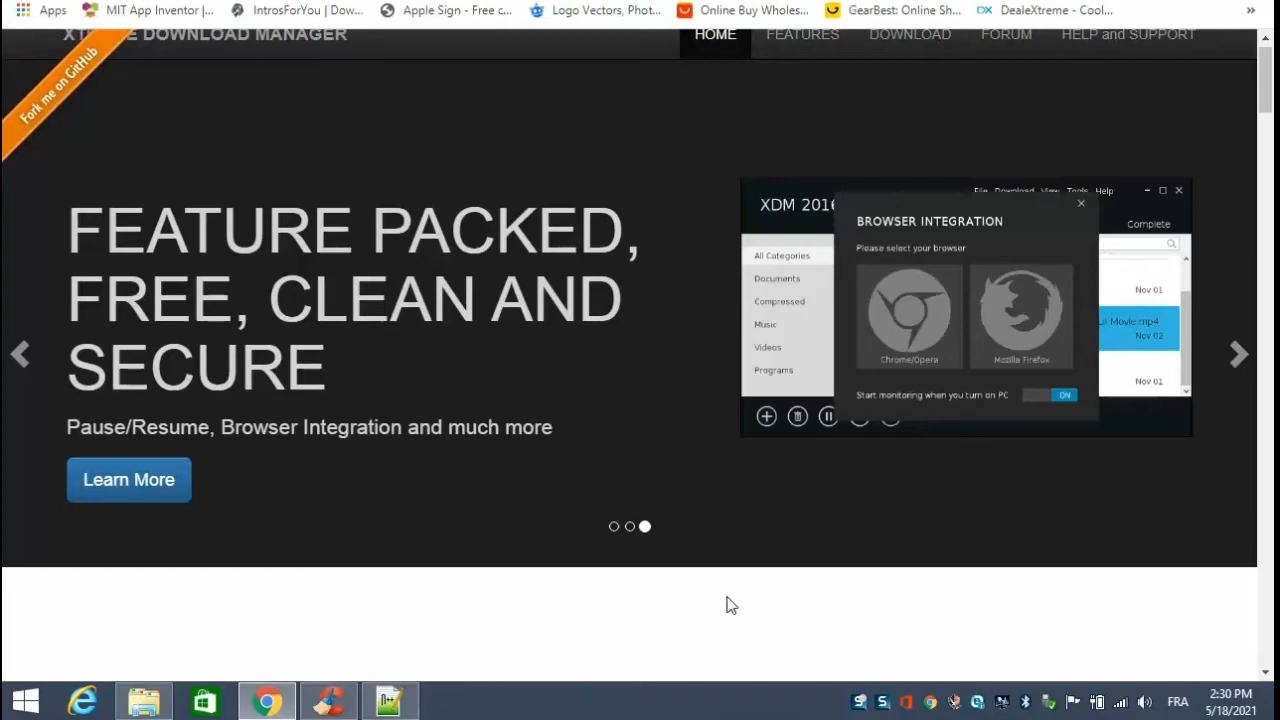 Apps
MIT App Inventor |...
IntrosForYou | Dow...
Apple Sign - Free c...
Logo Vectors, Phot...
Online Buy Wholes...
GearBest: Online Sh...
DealeXtreme - Cool...
»
DOWNLOAD MANAGER
HOME
FEATURES
DOWNLOAD
FORUM
HELP and SUPPORT
Fork me on GitHub
FEATURE PACKED,
FREE, CLEAN AND
SECURE
Pause/Resume, Browser Integration and much more
Learn More
File Download View Tools Help
XDM 2016
Complete
BROWSER INTEGRATION
Please select your browser
All Categories
Documents
Compressed
Music
Videos
Programs
Chrome/Opera
Mozilla Firefox
Nov 01
Movie.mp4
Nov 02
Nov 01
Start monitoring when you turn on PC
ON
FRA
2:30 PM
5/18/2021